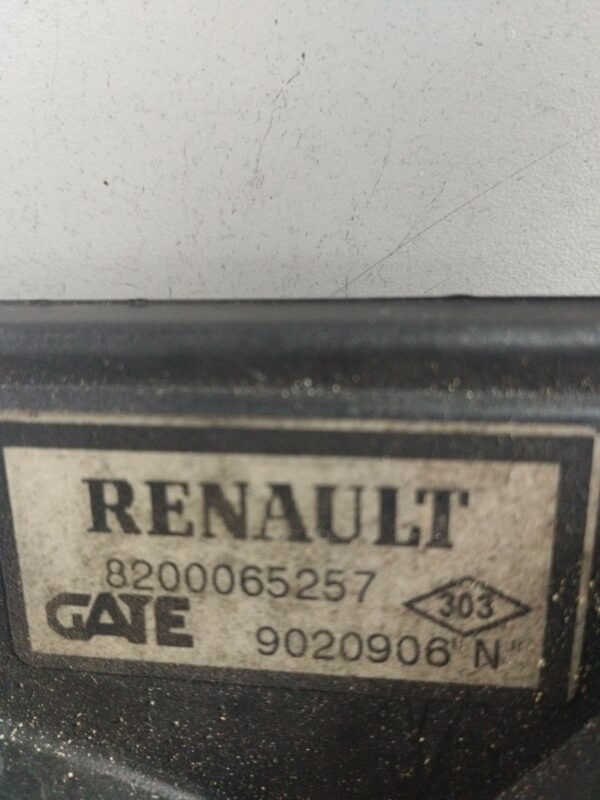 RENAULT
8200065257
303
GATE
9020906 "N"